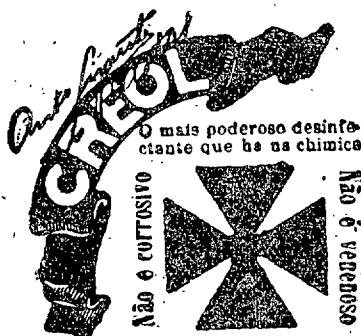 CREOL
O mais poderoso desinfe-
ctante que ha na chimica
Não é corrosivo
Não é venenoso